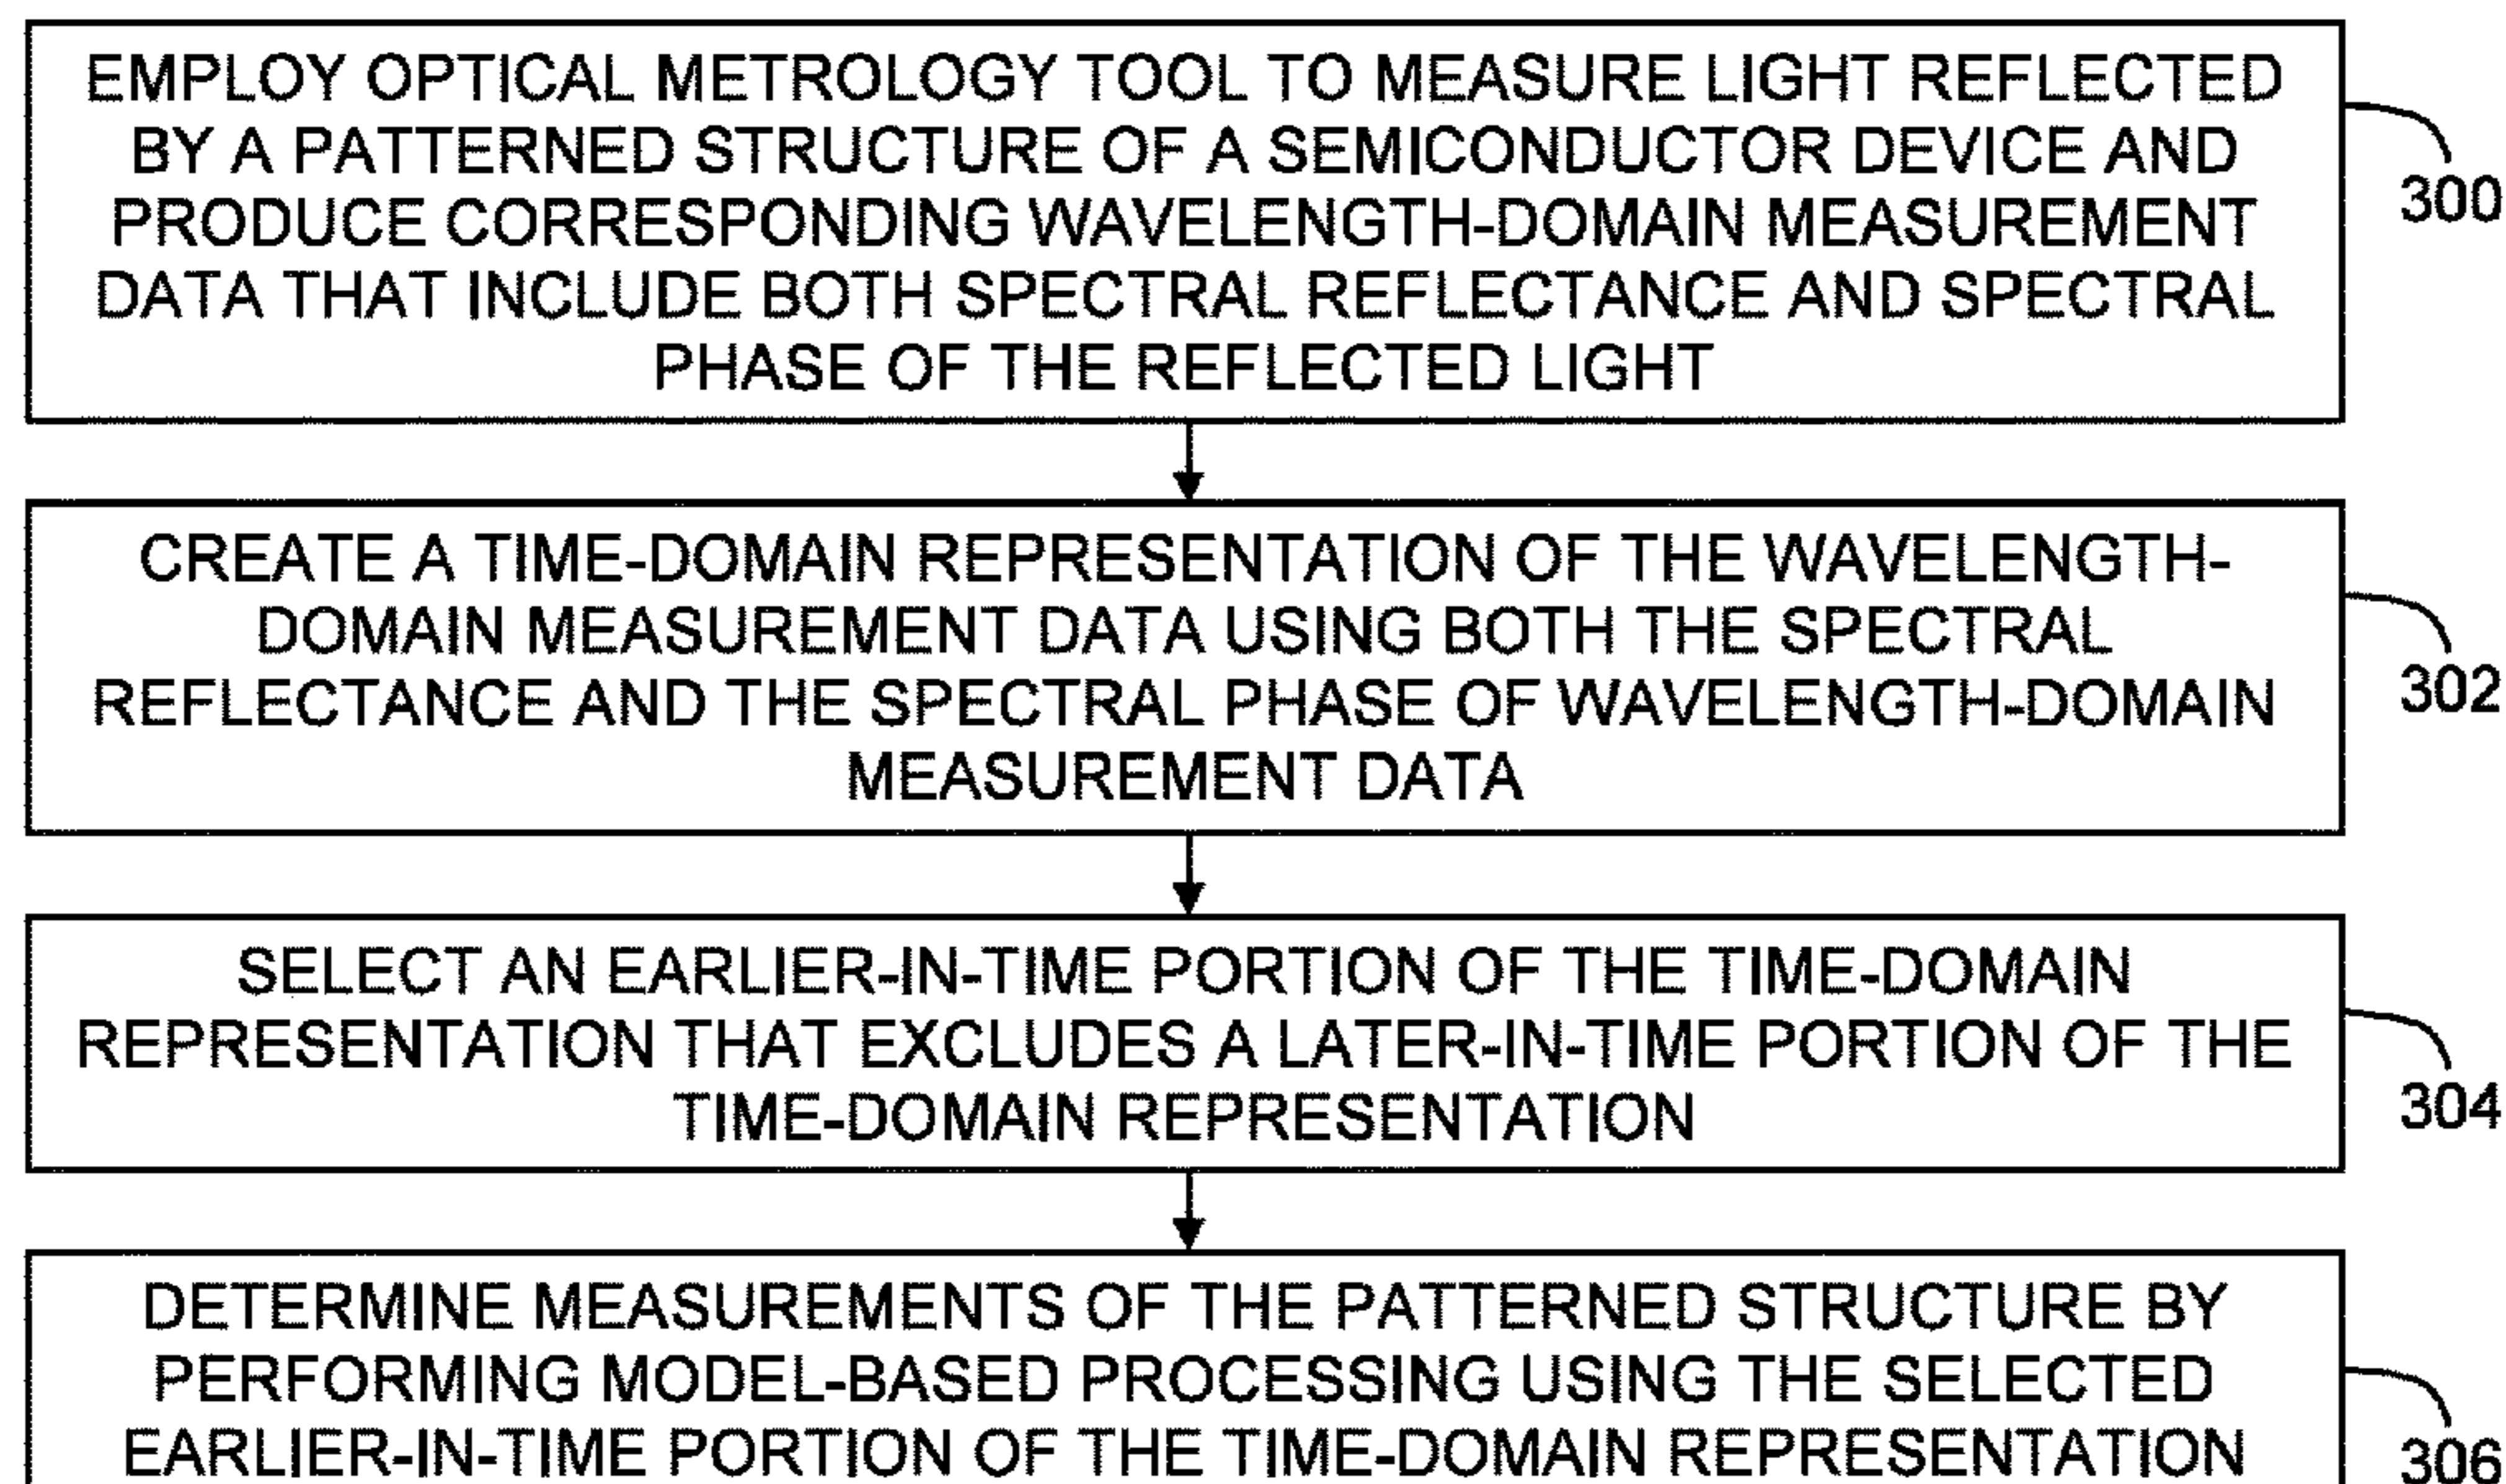 EMPLOY OPTICAL METROLOGY TOOL TO MEASURE LIGHT REFLECTED
BY A PATTERNED STRUCTURE OF A SEMICONDUCTOR DEVICE AND
PRODUCE CORRESPONDING WAVELENGTH-DOMAIN MEASUREMENT
DATA THAT INCLUDE BOTH SPECTRAL REFLECTANCE AND SPECTRAL
PHASE OF THE REFLECTED LIGHT
300
CREATE A TIME-DOMAIN REPRESENTATION OF THE WAVELENGTH-
DOMAIN MEASUREMENT DATA USING BOTH THE SPECTRAL
REFLECTANCE AND THE SPECTRAL PHASE OF WAVELENGTH-DOMAIN
MEASUREMENT DATA
302
SELECT AN EARLIER-IN-TIME PORTION OF THE TIME-DOMAIN
REPRESENTATION THAT EXCLUDES A LATER-IN-TIME PORTION OF THE
TIME-DOMAIN REPRESENTATION
304
DETERMINE MEASUREMENTS OF THE PATTERNED STRUCTURE BY
PERFORMING MODEL-BASED PROCESSING USING THE SELECTED
EARLIER-IN-TIME PORTION OF THE TIME-DOMAIN REPRESENTATION
306